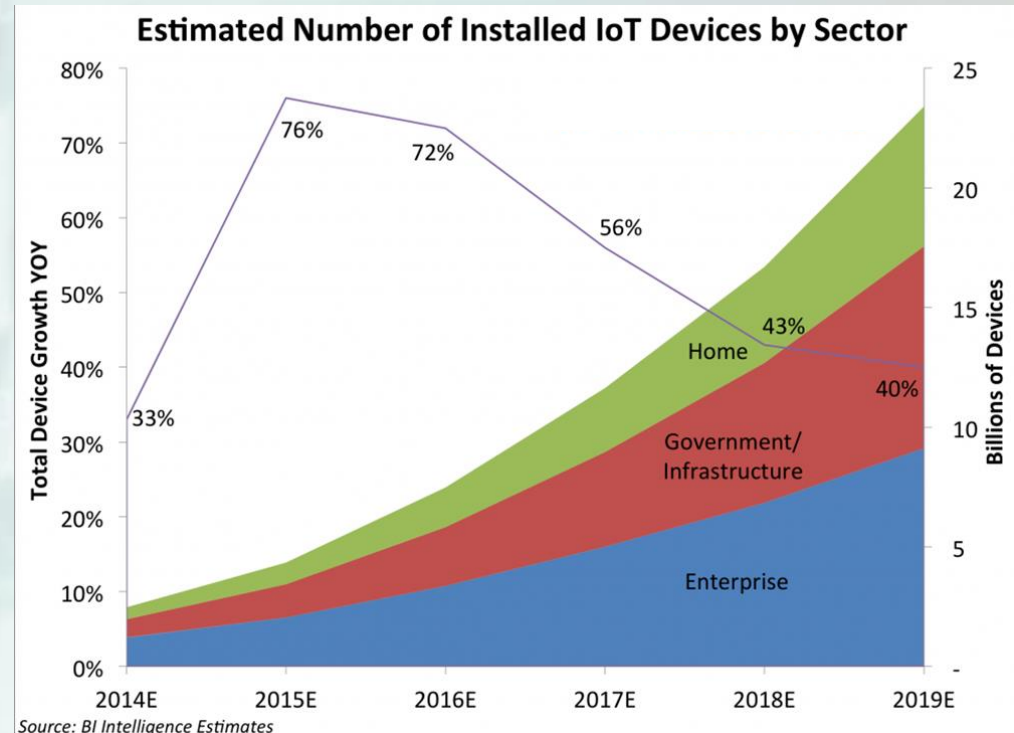 Estimated Number of Installed IoT Devices by Sector
80%
70%
60%
50%
40%
30%
20%
10%
0%
Total Device Growth YOY
25
20
15
10
5
-
Billions of Devices
33%
76%
72%
56%
43%
40%
Home
Government/
Infrastructure
Enterprise
2014E 2015E 2016E 2017E 2018E 2019E
Source: BI Intelligence Estimates